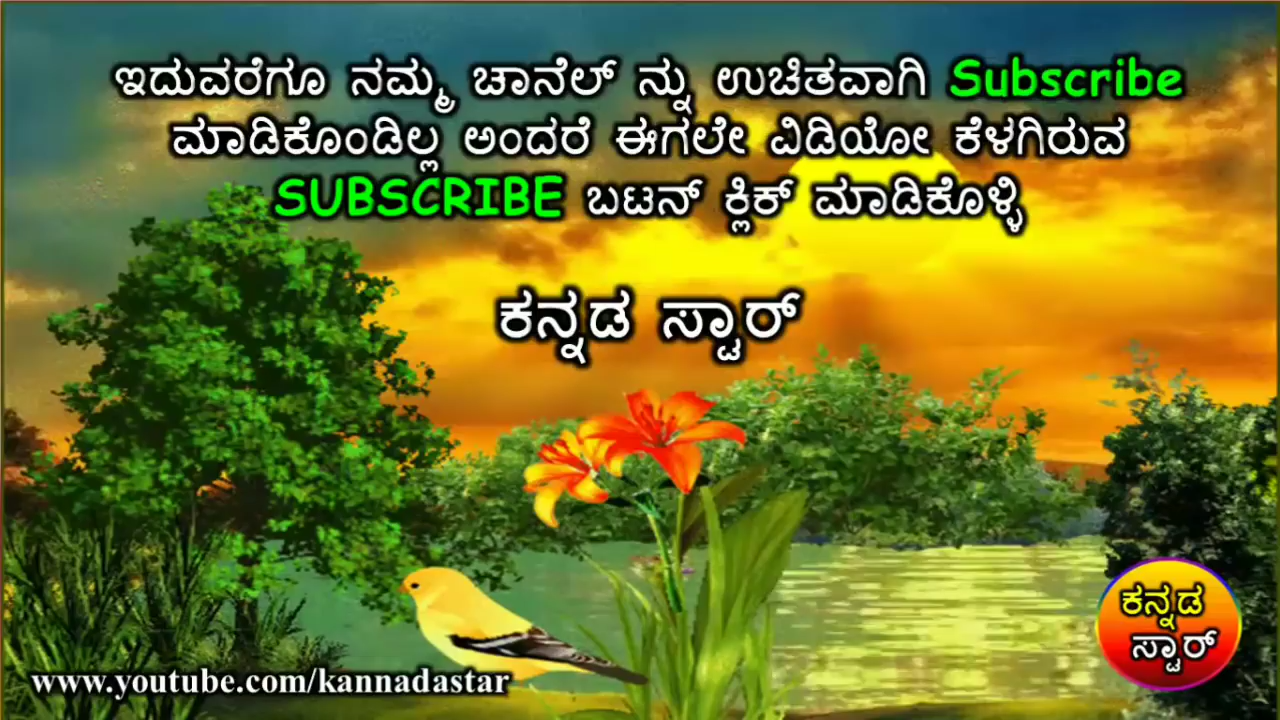 ಇದುವರೆಗೂ ನಮ್ಮ ಚಾನೆಲ್ ನ್ನು ಉಚಿತವಾಗಿ Subscribe
ಮಾಡಿಕೊಂಡಿಲ್ಲ ಅಂದರೆ ಈಗಲೇ ವಿಡಿಯೋ ಕೆಳಗಿರುವ
SUBSCRIBE ಬಟನ್ ಕ್ಲಿಕ್ ಮಾಡಿಕೊಳ್ಳಿ
ಕನ್ನಡ ಸ್ಟಾರ್
ಕನ್ನಡ
ಸ್ಟಾರ್
www.youtube.com/kannadastar